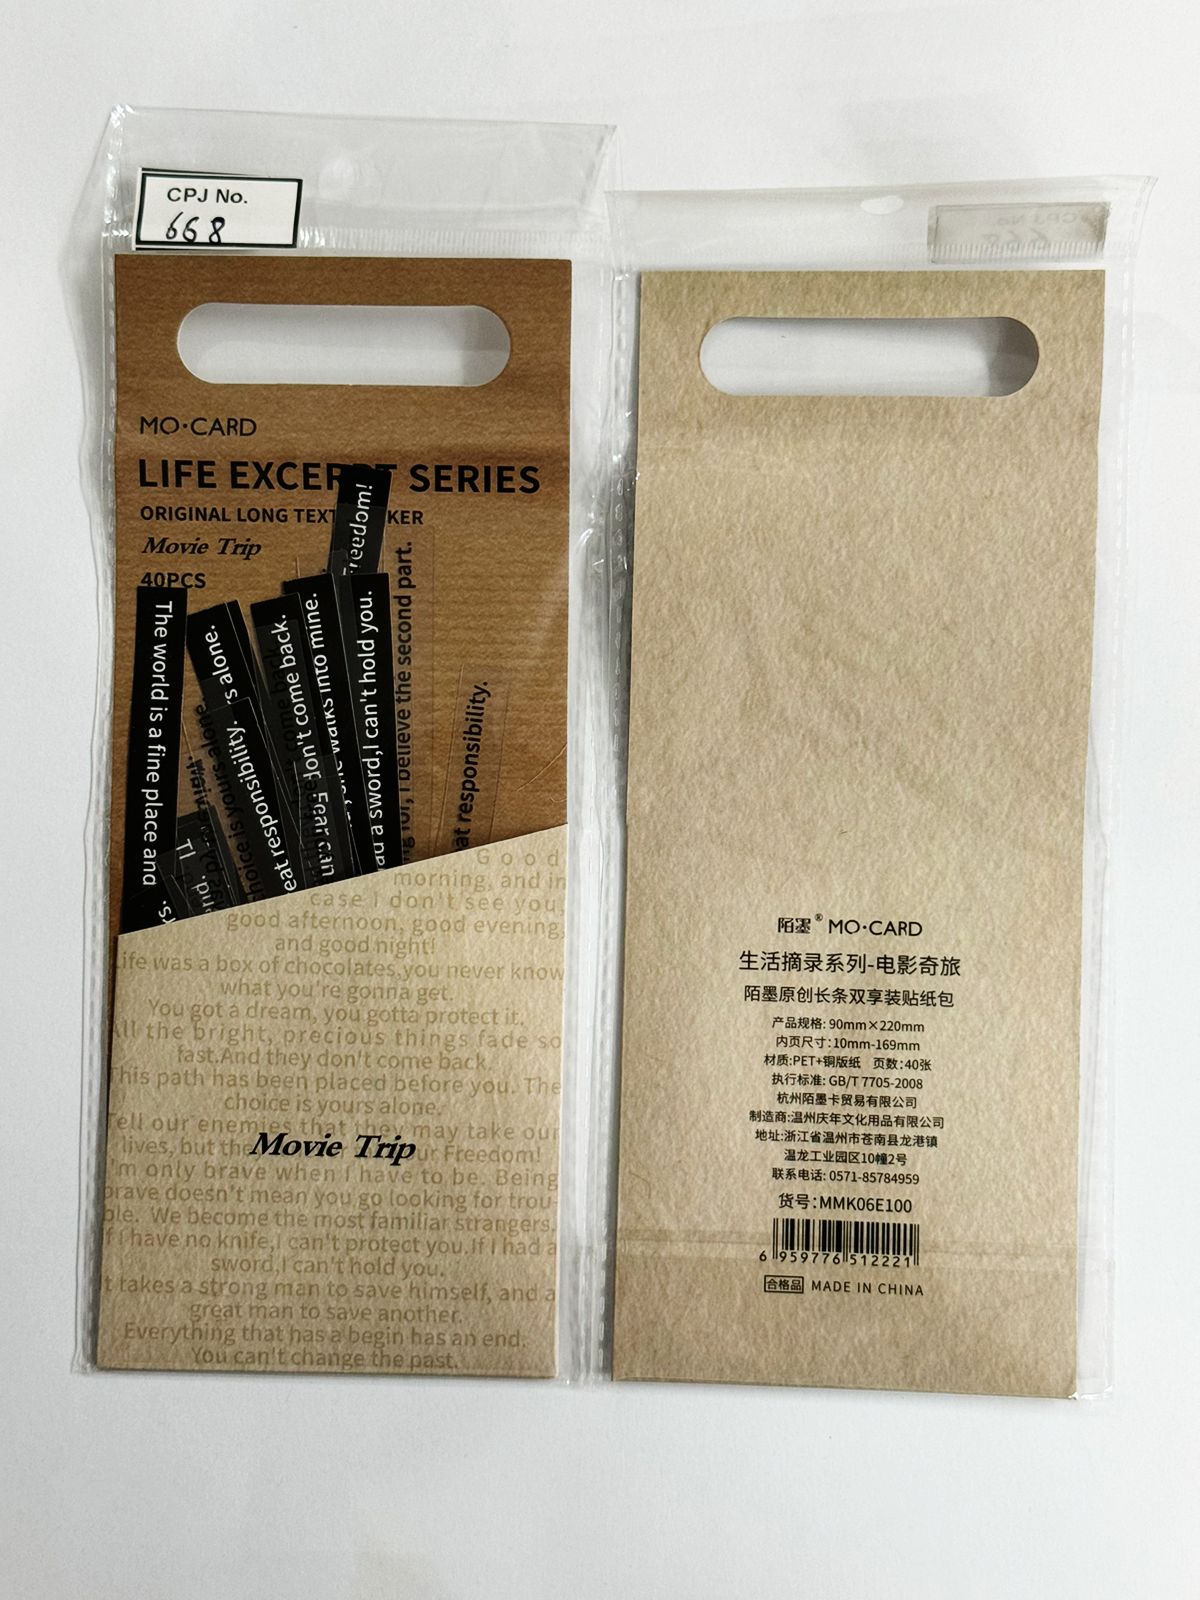 CPJ No.
668
MO·CARD
LIFE EXCERPT SERIES
ORIGINAL LONG TEXT KER
Movie Trip
40PCS
freedom!
The world is a fine place and
rs alone.
choice is yours alone.
eat responsibility.
don't come back.
walks into mine.
had a sword,I can't hold you.
ng for, I believe the second part.
at responsibility.
Good
morning, and in
case I don't see you,
good afternoon, good evening,
and good night!
Life was a box of chocolates,you never know
what you're gonna get.
You got a dream, you gotta protect it.
All the bright, precious things fade so
fast.And they don't come back.
This path has been placed before you. The
choice is yours alone.
Tell our enemies that they may take our
lives, but the ur Freedom!
Movie Trip
I'm only brave when I have to be. Being
brave doesn't mean you go looking for trou-
ble. We become the most familiar strangers.
If I have no knife,I can't protect you.If I had a
sword,I can't hold you.
It takes a strong man to save himself, and a
great man to save another.
Everything that has a begin has an end.
You can't change the past.
陌墨® MO·CARD
生活摘录系列-电影奇旅
陌墨原创长条双享装贴纸包
产品规格: 90mm×220mm
内页尺寸:10mm-169mm
材质:PET+铜版纸 页数:40张
执行标准: GB/T 7705-2008
杭州陌墨卡贸易有限公司
制造商:温州庆年文化用品有限公司
地址:浙江省温州市苍南县龙港镇
温龙工业园区10幢2号
联系电话: 0571-85784959
货号:MMK06E100
6 959776 512221
合格品 MADE IN CHINA